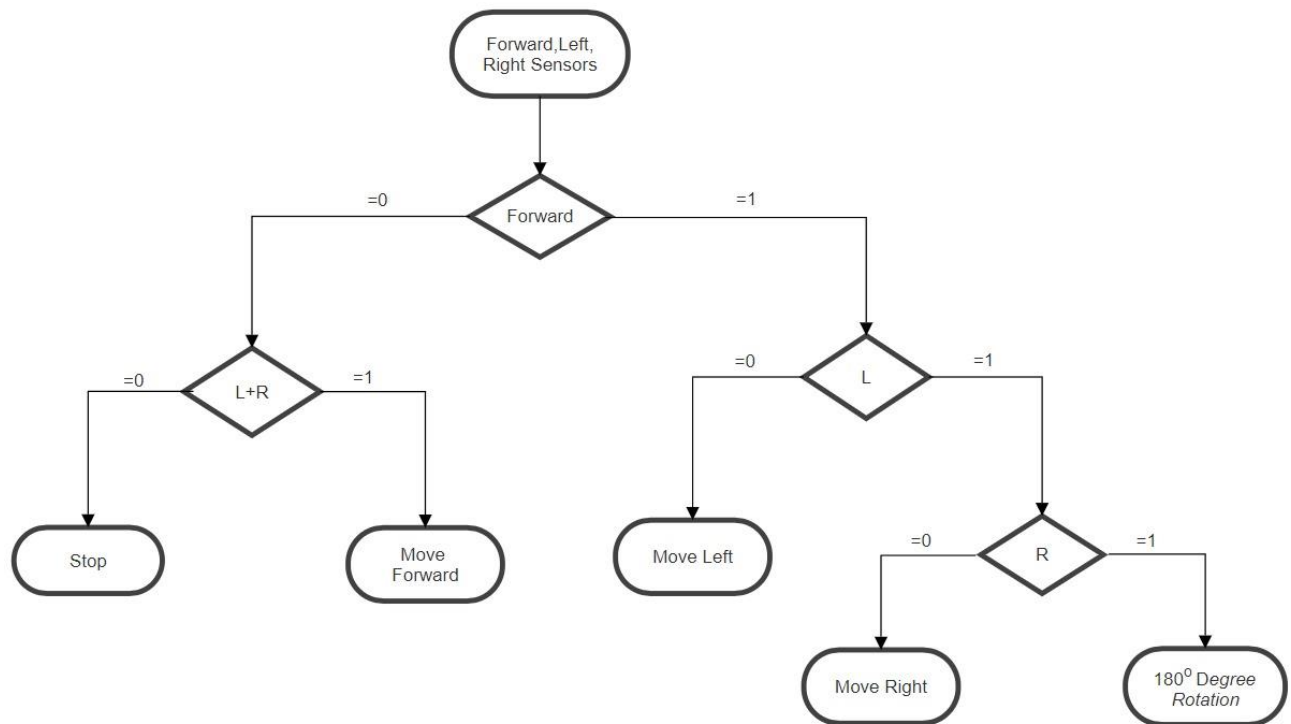 Forward,Left,
Right Sensors
=0
Forward
=1
=0
L+R
=1
=0
L
=1
Stop
Move
Forward
Move Left
=0
R
=1
Move Right
180° Degree
Rotation